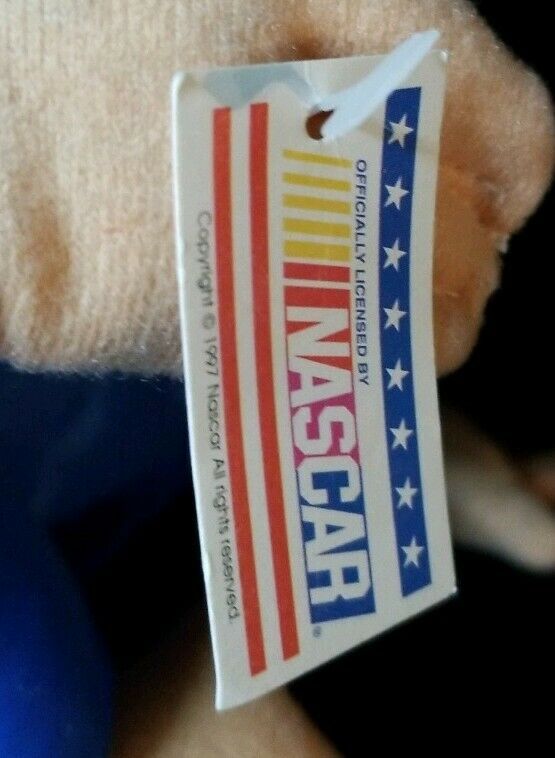 OFFICIALLY LICENSED BY
NASCAR®
Copyright © 1997 Nascar All rights reserved.